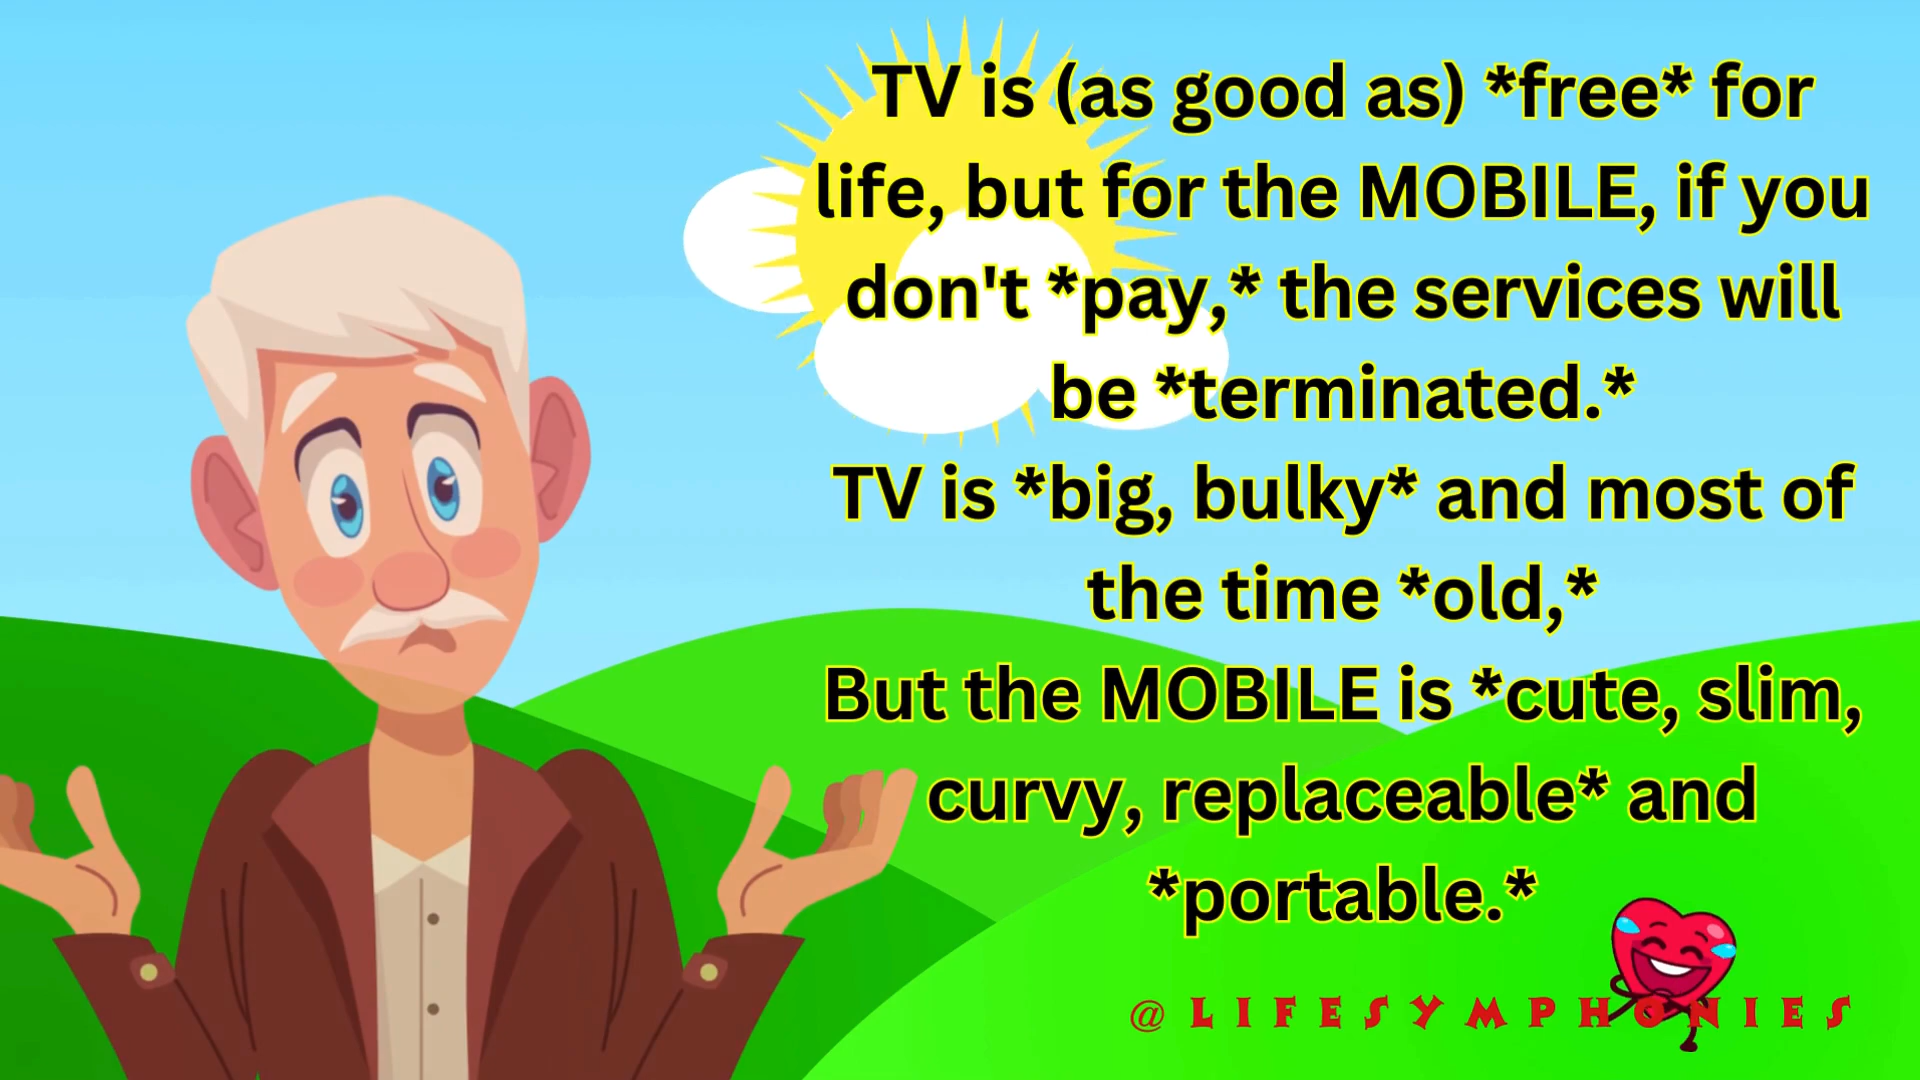 TV is (as good as) *free* for
life, but for the MOBILE, if you
don't *pay,* the services will
be *terminated.*
TV is *big, bulky* and most of
the time *old,*
But the MOBILE is *cute, slim,
curvy, replaceable* and
*portable.*
@LIFESYMPHONIES